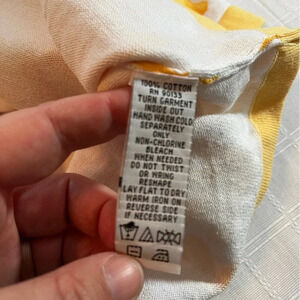 100% COTTON
RN 90133
TURN GARMENT
INSIDE OUT
HAND WASH COLD
SEPARATELY
ONLY
NON-CHLORINE
BLEACH
WHEN NEEDED
DO NOT TWIST
OR WRING
RESHAPE
LAY FLAT TO DRY
WARM IRON ON
REVERSE SIDE
IF NECESSARY